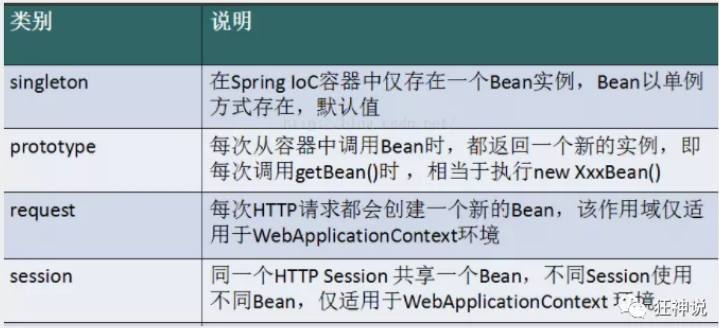 类别 说明
singleton 在Spring IoC容器中仅存在一个Bean实例，Bean以单例
方式存在，默认值
prototype 每次从容器中调用Bean时，都返回一个新的实例，即
每次调用getBean()时 ，相当于执行new XxxBean()
request 每次HTTP请求都会创建一个新的Bean，该作用域仅适
用于WebApplicationContext环境
session 同一个HTTP Session 共享一个Bean，不同Session使用
不同Bean，仅适用于WebApplicationContext 环境
狂神说